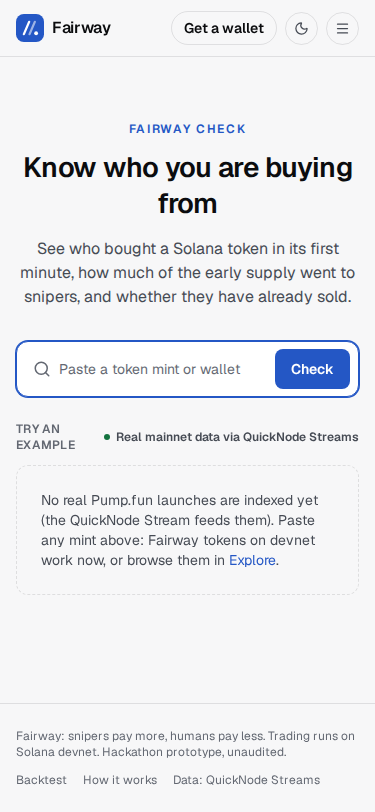 Fairway
Get a wallet
FAIRWAY CHECK
Know who you are buying
from
See who bought a Solana token in its first
minute, how much of the early supply went to
snipers, and whether they have already sold.
Paste a token mint or wallet
Check
TRY AN
EXAMPLE
Real mainnet data via QuickNode Streams
No real Pump.fun launches are indexed yet
(the QuickNode Stream feeds them). Paste
any mint above: Fairway tokens on devnet
work now, or browse them in Explore.
Fairway: snipers pay more, humans pay less. Trading runs on
Solana devnet. Hackathon prototype, unaudited.
Backtest
How it works
Data: QuickNode Streams